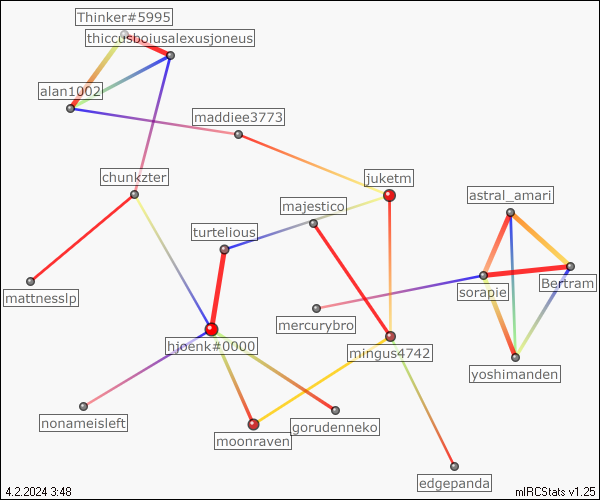 Thinker#5995
thiccusboiusalexusjoneus
alan1002
maddiee3773
chunkzter
juketm
astral_amari
majestico
turtelious
Bertram
sorapie
mattnesslp
mercurybro
hjoenk#0000
mingus4742
yoshimanden
nonameisleft
gorudenneko
moonraven
edgepanda
4.2.2024 3:48
mIRCStats v1.25